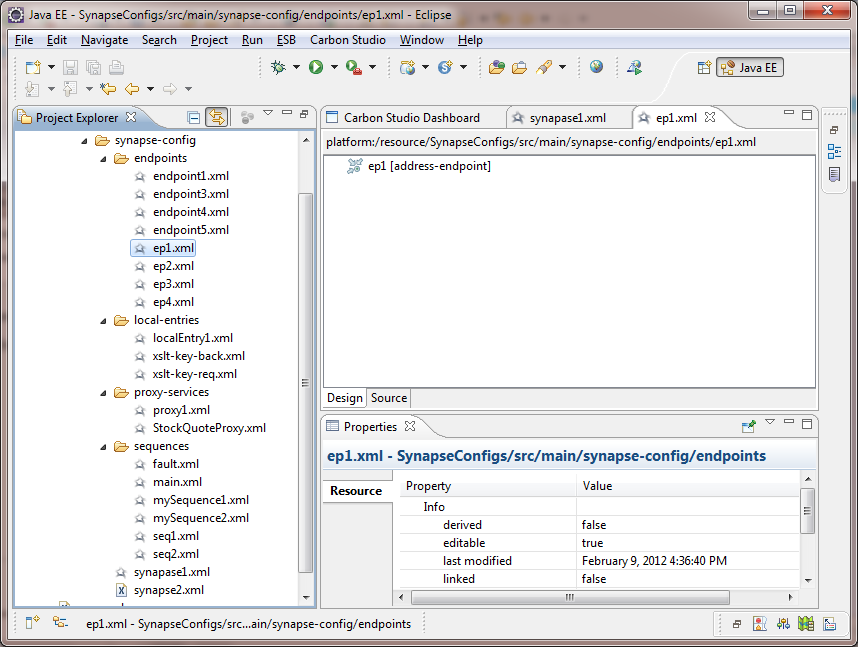 Java EE - SynapseConfigs/src/main/synapse-config/endpoints/ep1.xml - Eclipse
File Edit Navigate Search Project Run ESB Carbon Studio Window Help
Java EE
Project Explorer
synapse-config
endpoints
endpoint1.xml
endpoint3.xml
endpoint4.xml
endpoint5.xml
ep1.xml
ep2.xml
ep3.xml
ep4.xml
local-entries
localEntry1.xml
xslt-key-back.xml
xslt-key-req.xml
proxy-services
proxy1.xml
StockQuoteProxy.xml
sequences
fault.xml
main.xml
mySequence1.xml
mySequence2.xml
seq1.xml
seq2.xml
synapase1.xml
synapse2.xml
Carbon Studio Dashboard synapase1.xml ep1.xml
platform:/resource/SynapseConfigs/src/main/synapse-config/endpoints/ep1.xml
ep1 [address-endpoint]
Design Source
Properties
ep1.xml - SynapseConfigs/src/main/synapse-config/endpoints
Resource
Property Value
Info
derived false
editable true
last modified February 9, 2012 4:36:40 PM
linked false
ep1.xml - SynapseConfigs/src...ain/synapse-config/endpoints